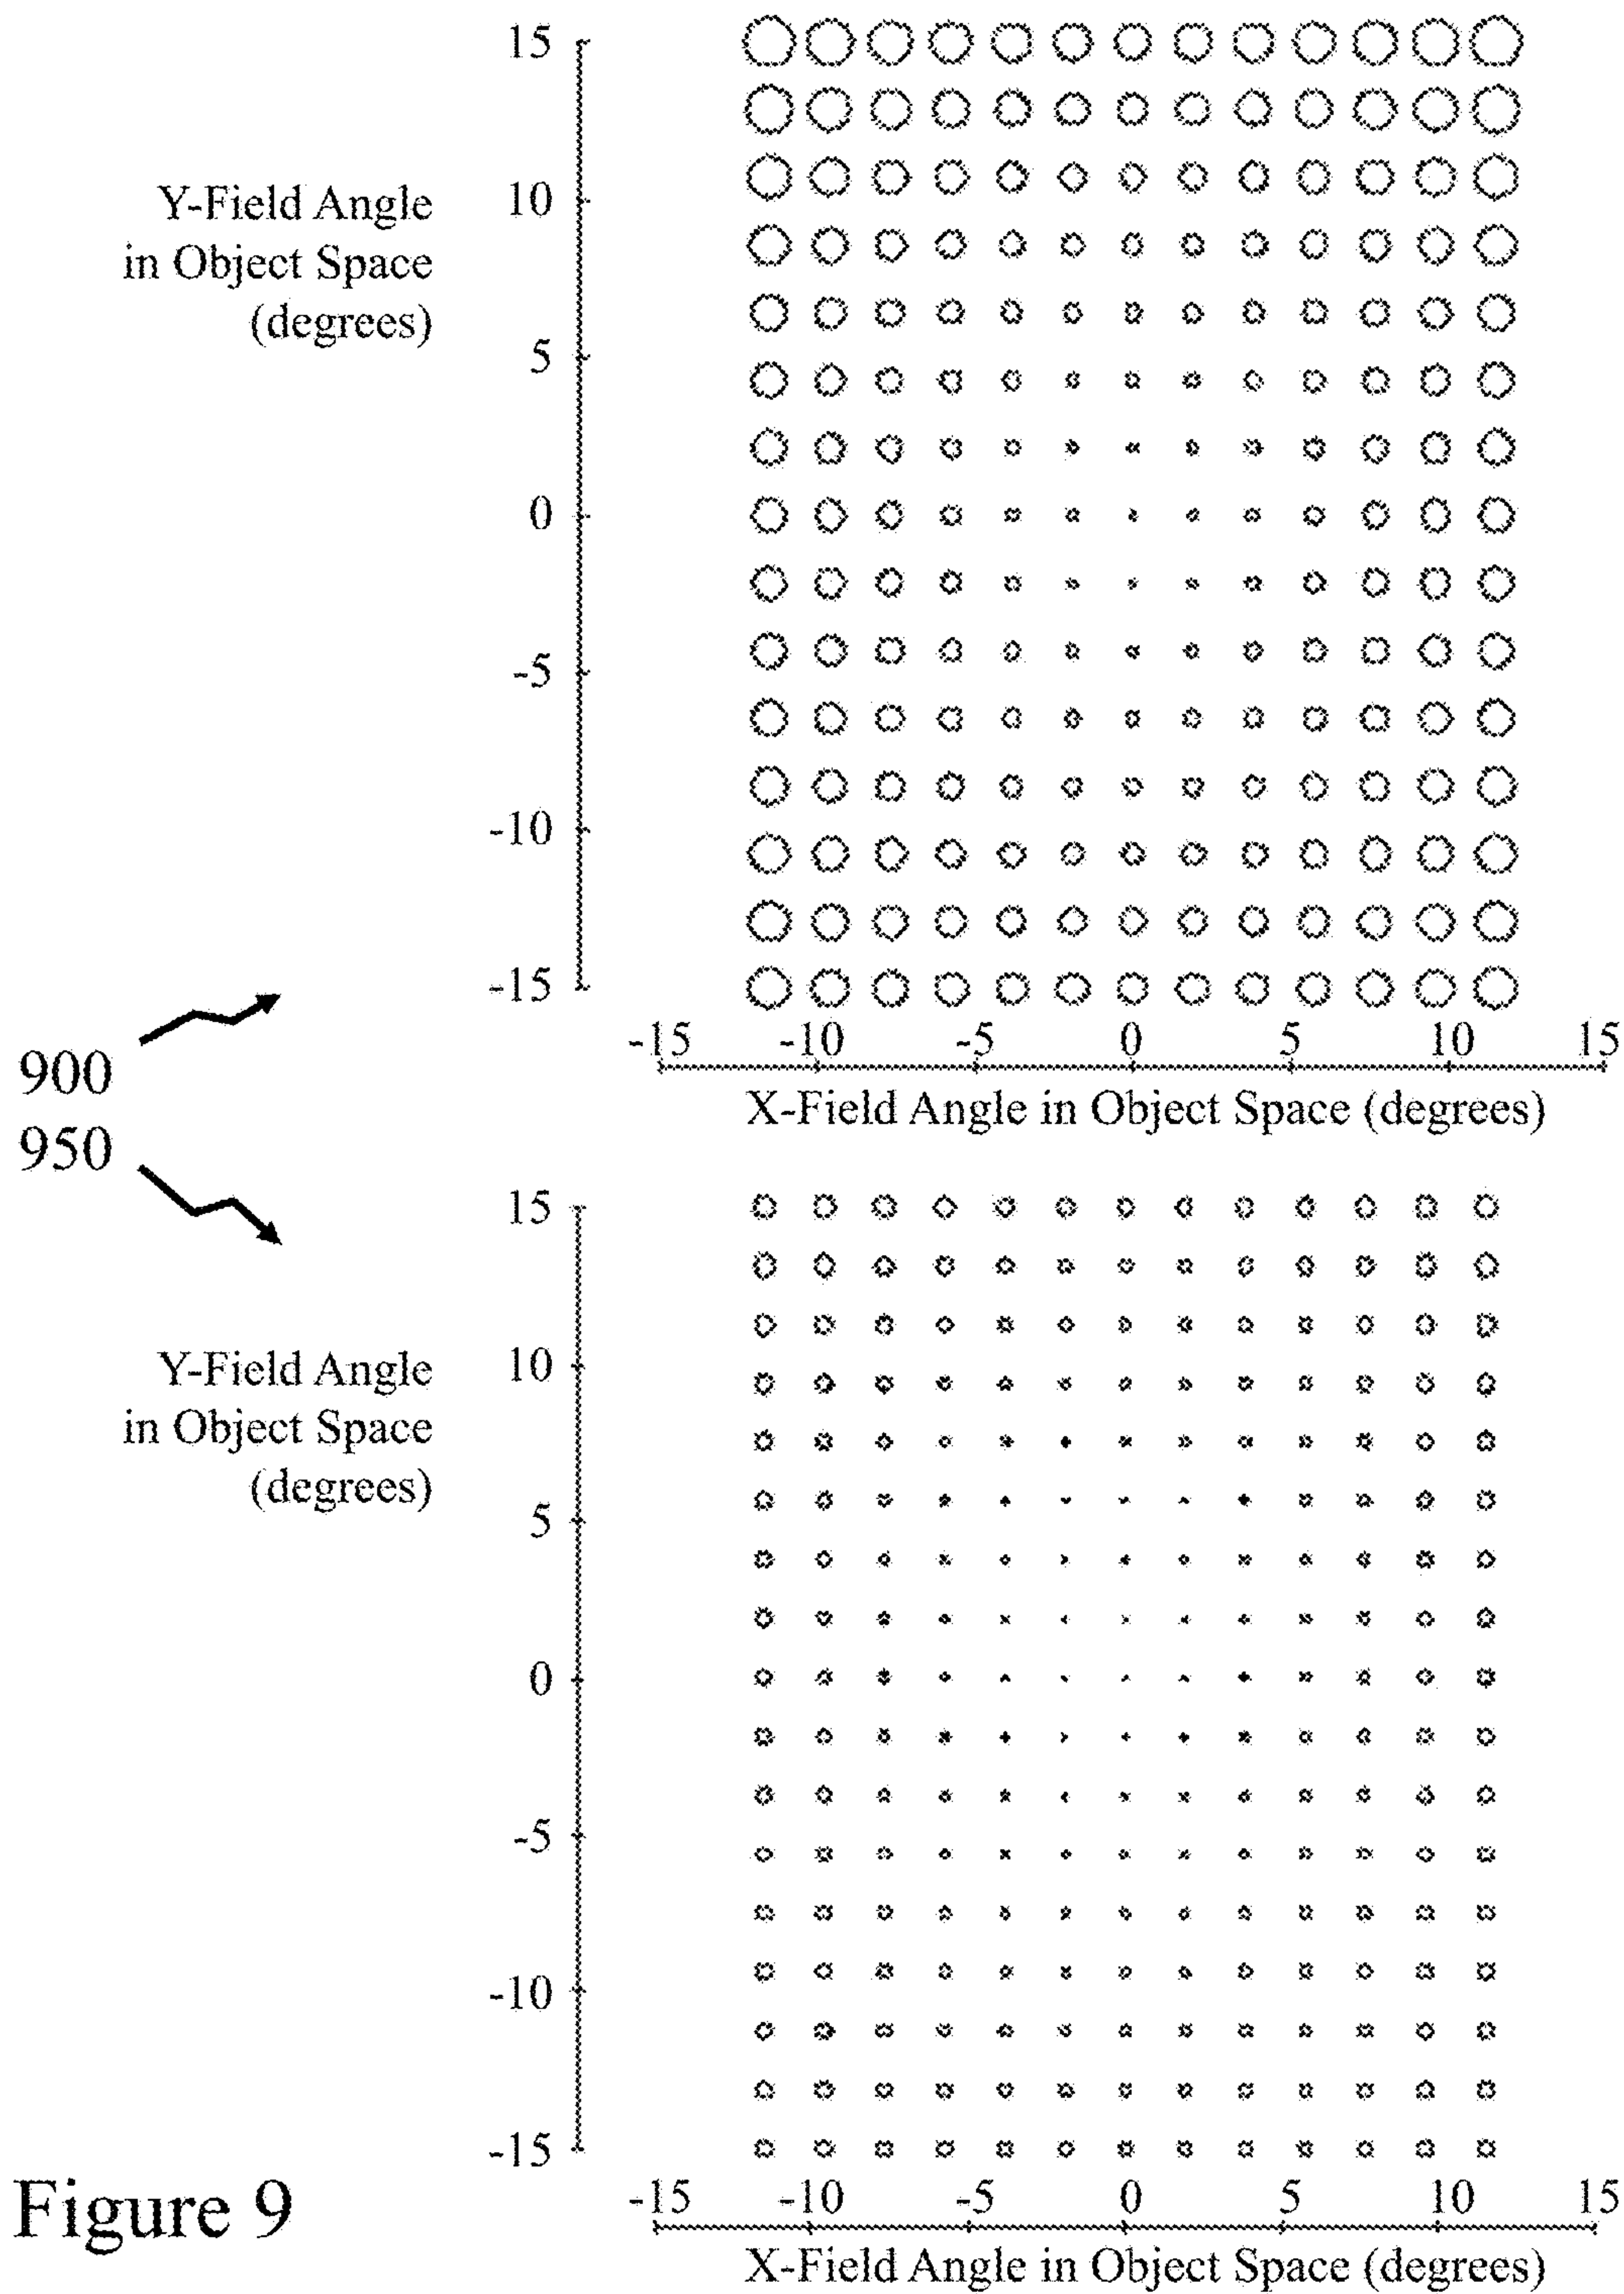 15
10
5
0
-5
-10
-15
Y-Field Angle
in Object Space
(degrees)
-15 -10 -5 0 5 10 15
X-Field Angle in Object Space (degrees)
900
950
15
10
5
0
-5
-10
-15
Y-Field Angle
in Object Space
(degrees)
-15 -10 -5 0 5 10 15
X-Field Angle in Object Space (degrees)
Figure 9